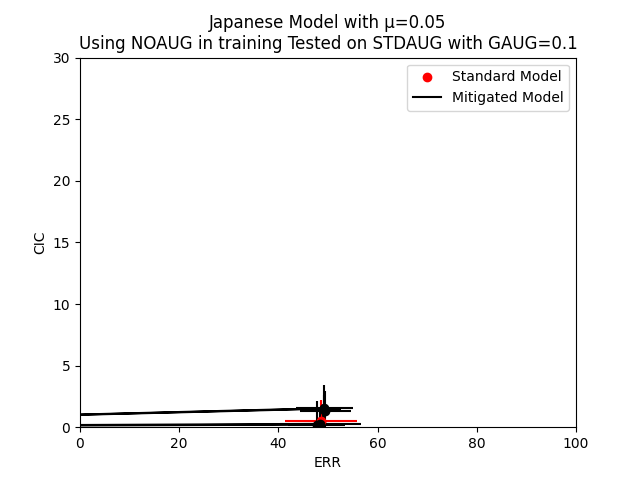 Japanese Model with μ=0.05
Using NOAUG in training Tested on STDAUG with GAUG=0.1
30
25
20
15
10
5
0
CIC
Standard Model
Mitigated Model
0 20 40 60 80 100
ERR